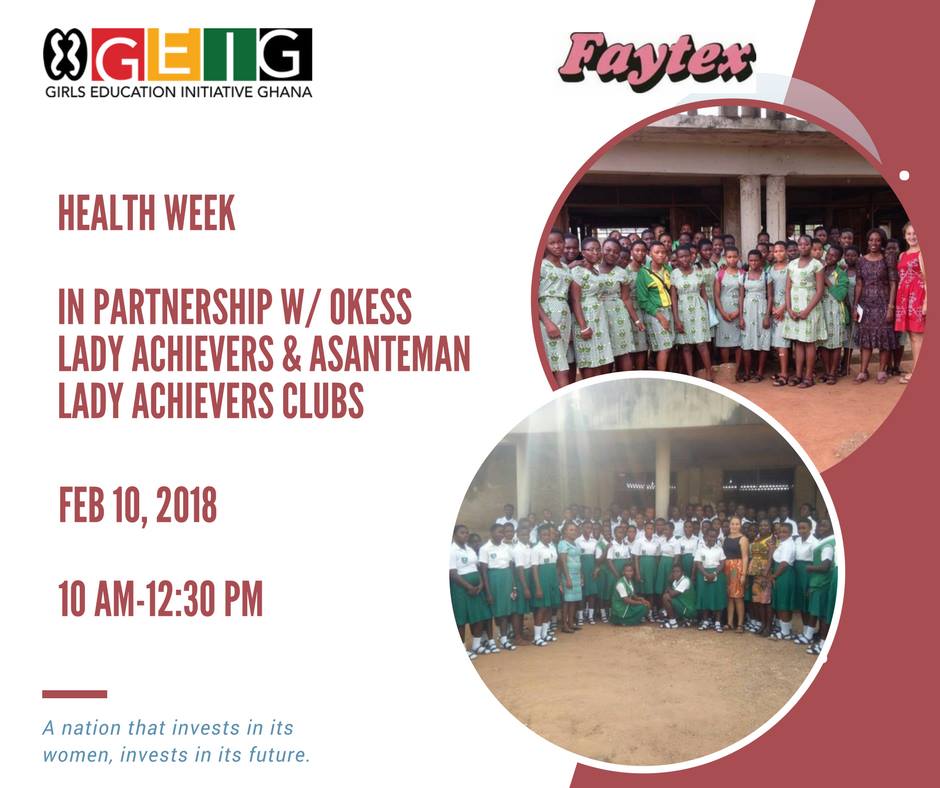 GEIG
GIRLS EDUCATION INITIATIVE GHANA
Faytex
HEALTH WEEK
IN PARTNERSHIP W/ OKESS
LADY ACHIEVERS & ASANTEMAN
LADY ACHIEVERS CLUBS
FEB 10, 2018
10 AM-12:30 PM
A nation that invests in its
women, invests in its future.